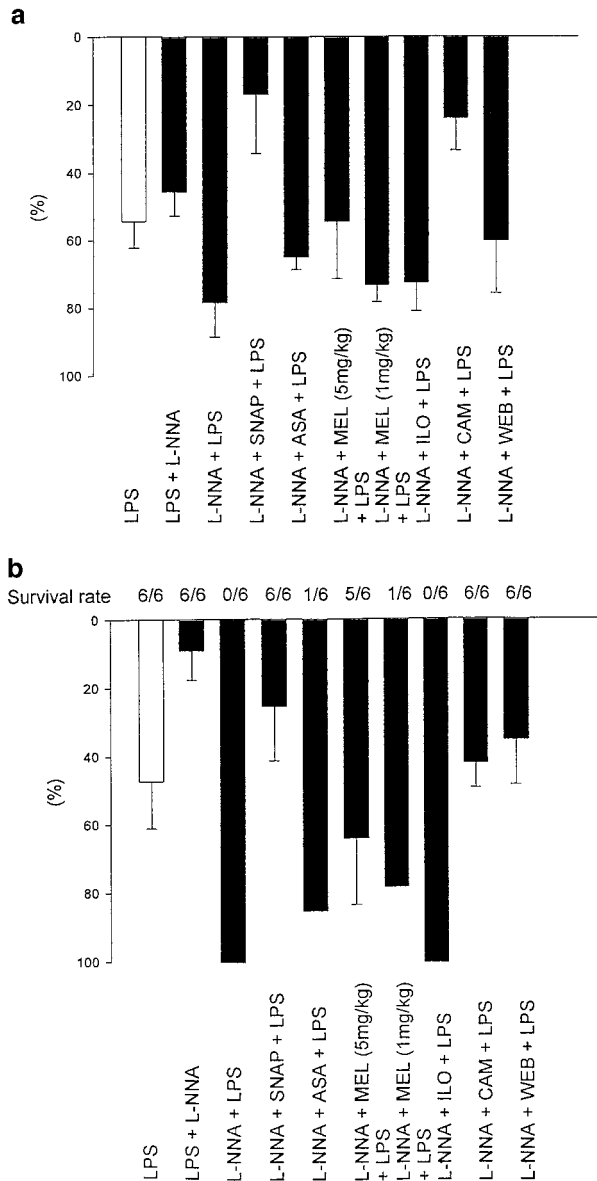 a
0
20
40
60
80
100
(%)
LPS
LPS + L-NNA
L-NNA + LPS
L-NNA + SNAP + LPS
L-NNA + ASA + LPS
L-NNA + MEL (5mg/kg)
+ LPS
L-NNA + MEL (1mg/kg)
+ LPS
L-NNA + ILO + LPS
L-NNA + CAM + LPS
L-NNA + WEB + LPS
b
Survival rate 6/6 6/6 0/6 6/6 1/6 5/6 1/6 0/6 6/6 6/6
0
20
40
60
80
100
(%)
LPS
LPS + L-NNA
L-NNA + LPS
L-NNA + SNAP + LPS
L-NNA + ASA + LPS
L-NNA + MEL (5mg/kg)
+ LPS
L-NNA + MEL (1mg/kg)
+ LPS
L-NNA + ILO + LPS
L-NNA + CAM + LPS
L-NNA + WEB + LPS